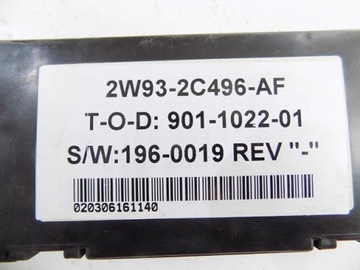 2W93-2C496-AF
T-O-D: 901-1022-01
S/W:196-0019 REV "-"
020306161140